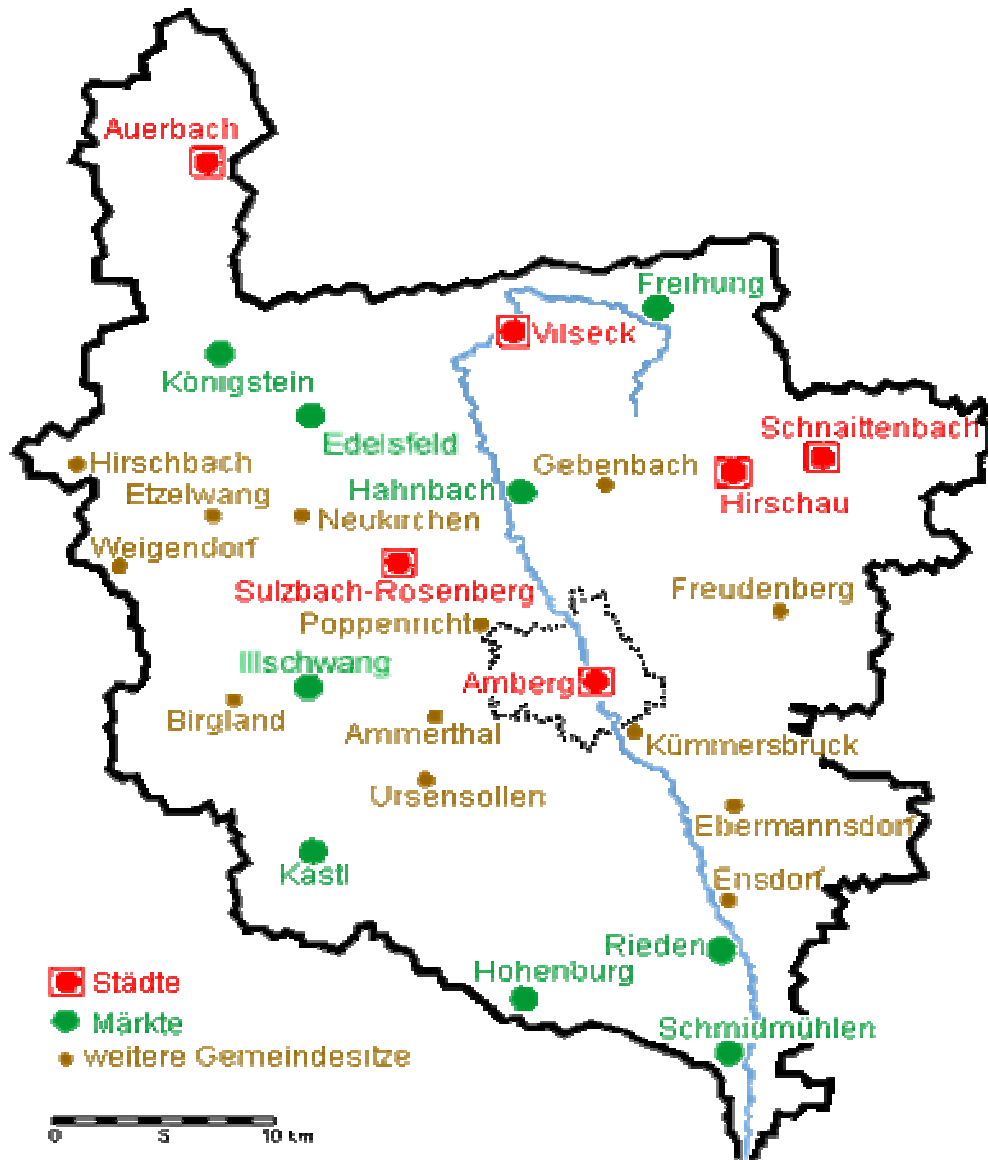 Auerbach
Freihung
Vilseck
Königstein
Edelsfeld
Schnaittenbach
Hirschbach
Gebenbach
Etzelwang
Hahnbach
Hirschau
Neukirchen
Weigendorf
Sulzbach-Rosenberg
Freudenberg
Poppenricht
Illschwang
Amberg
Birgland
Ammerthal
Kümmersbruck
Ursensollen
Ebermannsdorf
Kastl
Ensdorf
Rieden
Hohenburg
Städte
Märkte
Schmidmühlen
weitere Gemeindesitze
0 5 10 km